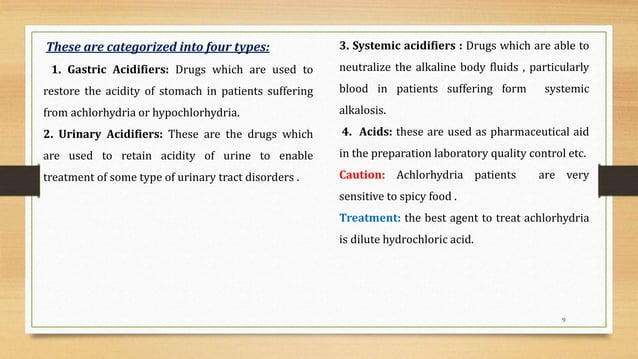 These are categorized into four types:
1. Gastric Acidifiers: Drugs which are used to
restore the acidity of stomach in patients suffering
from achlorhydria or hypochlorhydria.
2. Urinary Acidifiers: These are the drugs which
are used to retain acidity of urine to enable
treatment of some type of urinary tract disorders .
3. Systemic acidifiers : Drugs which are able to
neutralize the alkaline body fluids , particularly
blood in patients suffering form systemic
alkalosis.
4. Acids: these are used as pharmaceutical aid
in the preparation laboratory quality control etc.
Caution: Achlorhydria patients are very
sensitive to spicy food .
Treatment: the best agent to treat achlorhydria
is dilute hydrochloric acid.
9